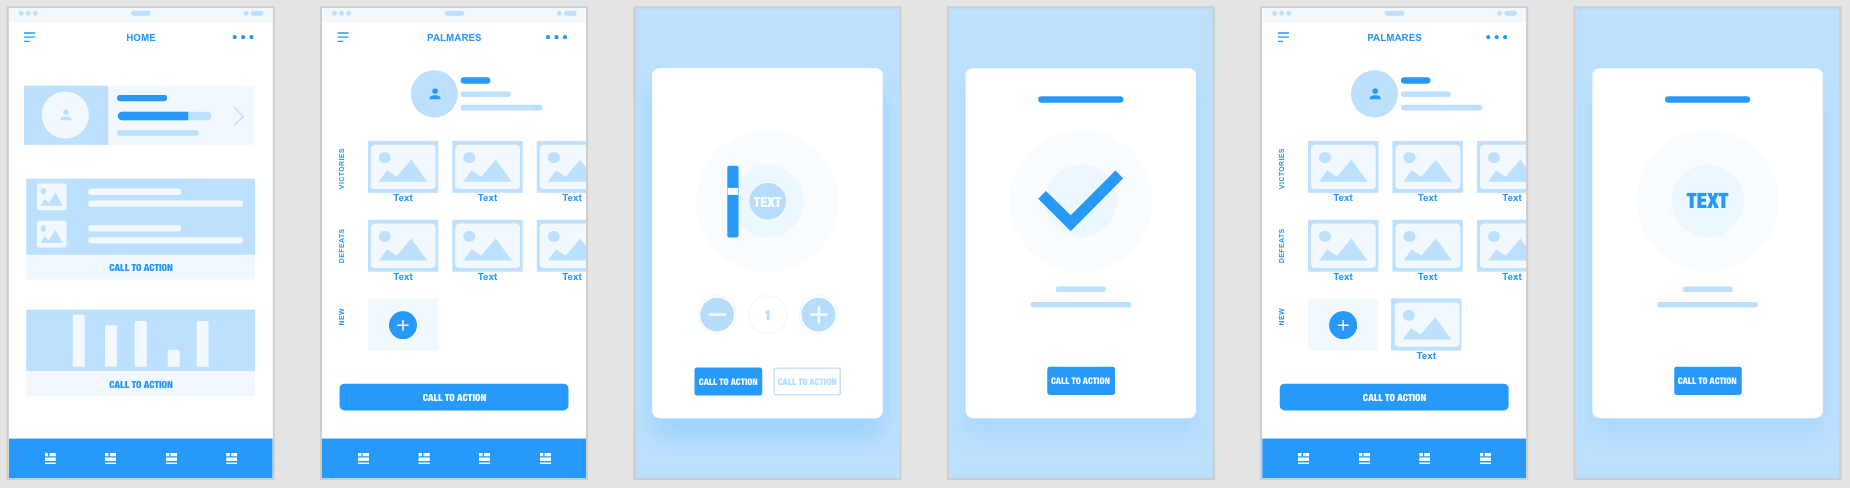 HOME
CALL TO ACTION
CALL TO ACTION
PALMARES
VICTORIES
Text Text Text
DEFEATS
Text Text Text
NEW
CALL TO ACTION
TEXT
1
CALL TO ACTION CALL TO ACTION
CALL TO ACTION
PALMARES
VICTORIES
Text Text Text
DEFEATS
Text Text Text
NEW
Text
CALL TO ACTION
TEXT
CALL TO ACTION